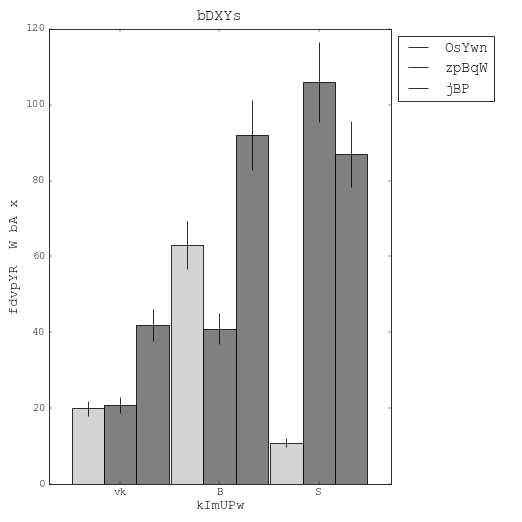 bDXYs
120
100
80
60
40
20
0
fdvpYR  W bA x
vk B S
kImUPw
OsYwn
zpBqW
jBP